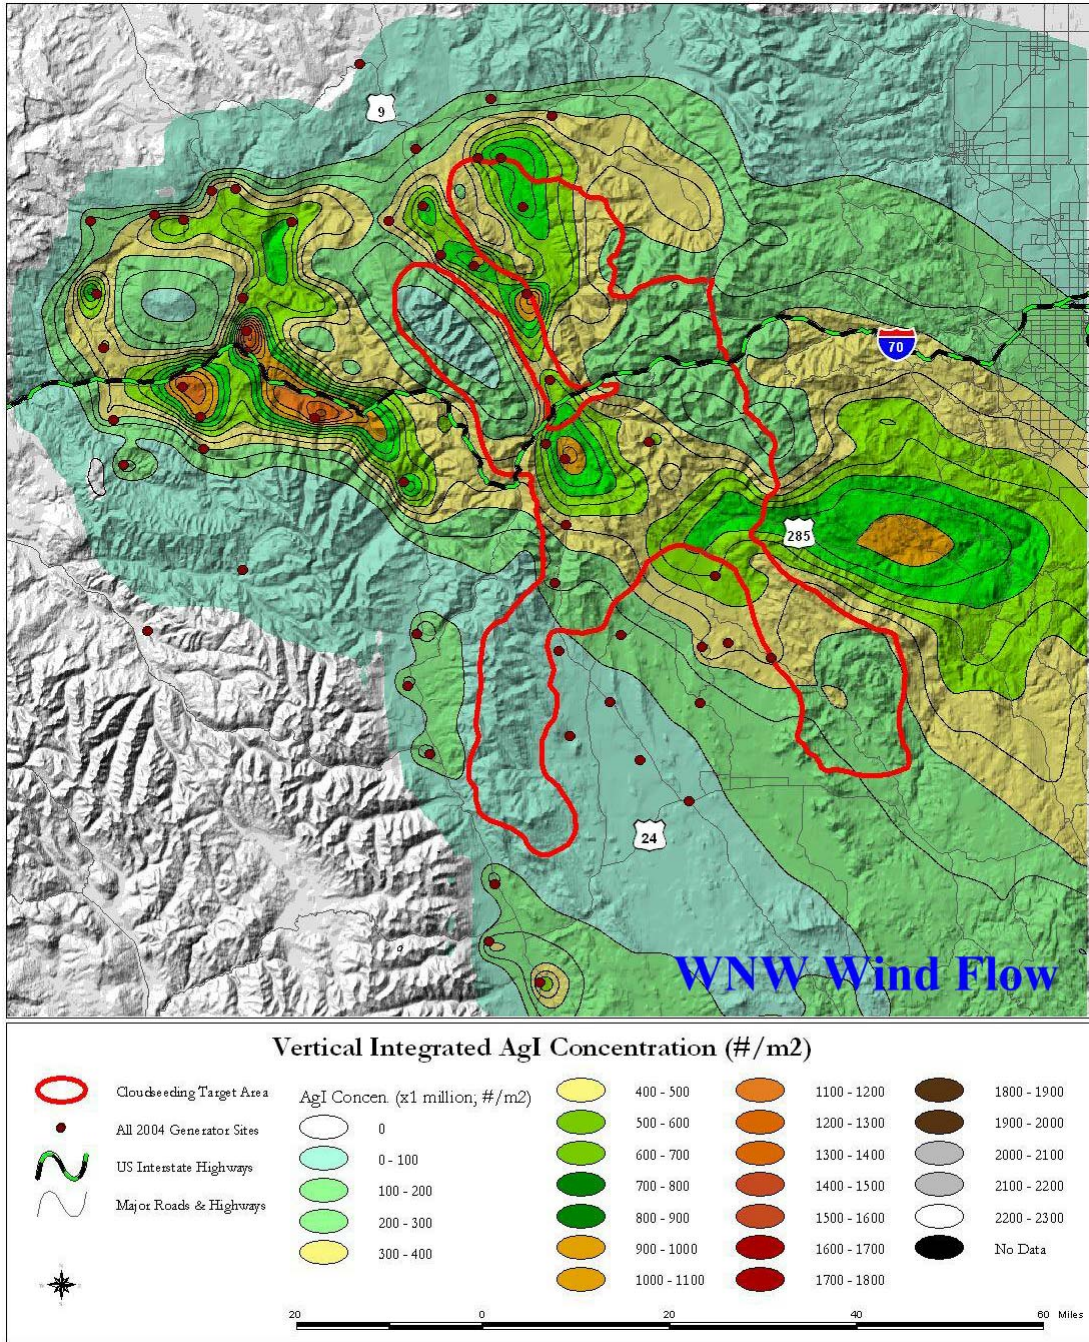 9
70
285
24
WNW Wind Flow
Vertical Integrated AgI Concentration (#/m2)
Cloudseeding Target Area
All 2004 Generator Sites
US Interstate Highways
Major Roads & Highways
AgI Concen. (x1 million; #/m2)
0
0 - 100
100 - 200
200 - 300
300 - 400
400 - 500
500 - 600
600 - 700
700 - 800
800 - 900
900 - 1000
1000 - 1100
1100 - 1200
1200 - 1300
1300 - 1400
1400 - 1500
1500 - 1600
1600 - 1700
1700 - 1800
1800 - 1900
1900 - 2000
2000 - 2100
2100 - 2200
2200 - 2300
No Data
20 0 20 40 60 Miles